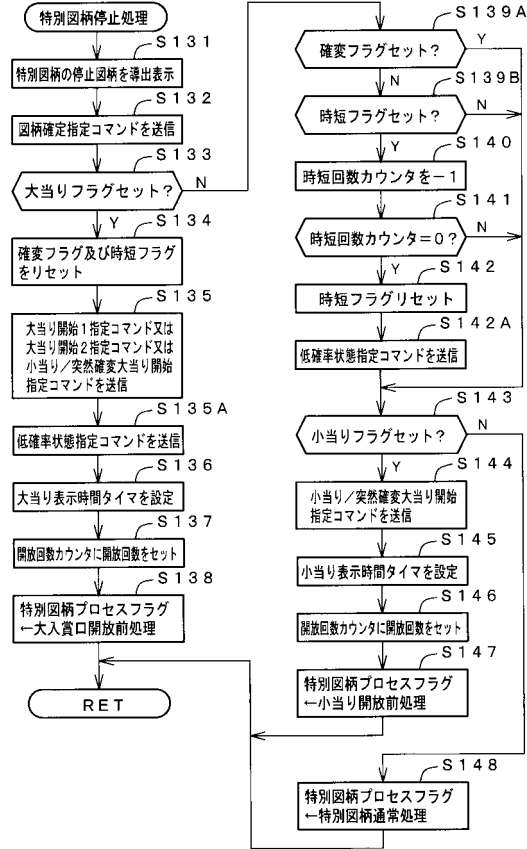 特別図柄停止処理
S131
特別図柄の停止図柄を導出表示
S132
図柄確定指定コマンドを送信
S133
大当りフラグセット？
N
Y
S134
確変フラグ及び時短フラグ
をリセット
S135
大当り開始1指定コマンド又は
大当り開始2指定コマンド又は
小当り／突然確変大当り開始
指定コマンドを送信
S135A
低確率状態指定コマンドを送信
S136
大当り表示時間タイマを設定
S137
開放回数カウンタに開放回数をセット
S138
特別図柄プロセスフラグ
←大入賞口開放前処理
RET
S139A
確変フラグセット？
Y
N
S139B
時短フラグセット？
N
Y
S140
時短回数カウンタを−1
S141
時短回数カウンタ=0？
N
Y
S142
時短フラグリセット
S142A
低確率状態指定コマンドを送信
S143
小当りフラグセット？
N
Y
S144
小当り／突然確変大当り開始
指定コマンドを送信
S145
小当り表示時間タイマを設定
S146
開放回数カウンタに開放回数をセット
S147
特別図柄プロセスフラグ
←小当り開放前処理
S148
特別図柄プロセスフラグ
←特別図柄通常処理